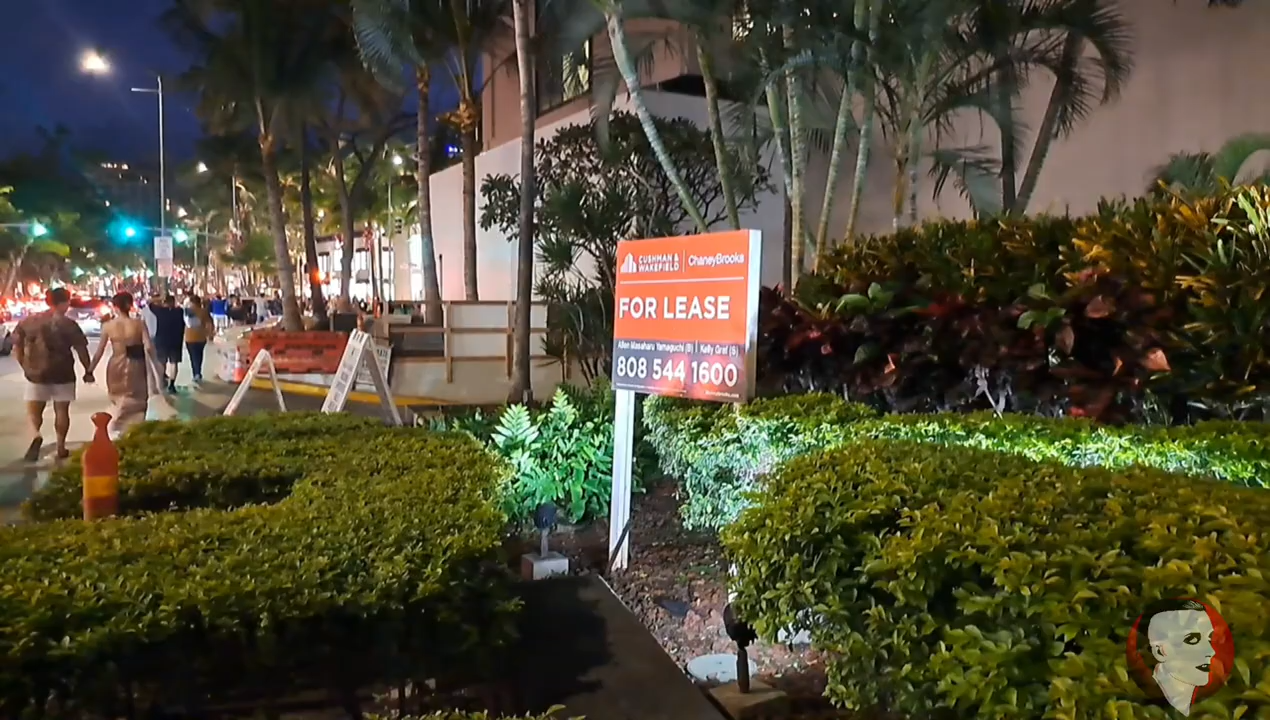 CUSHMAN &
WAKEFIELD
ChaneyBrooks
FOR LEASE
Allen Masaharu Yamaguchi (B) | Kelly Graf (S)
808 544 1600